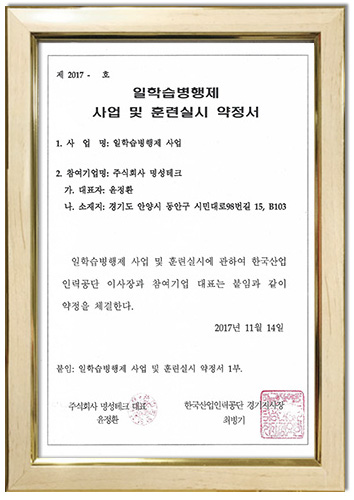 제 2017 - 호
일학습병행제
사업 및 훈련실시 약정서
1. 사 업 명: 일학습병행제 사업
2. 참여기업명: 주식회사 명성테크
가. 대표자: 윤정환
나. 소재지: 경기도 안양시 동안구 시민대로98번길 15, B103
일학습병행제 사업 및 훈련실시에 관하여 한국산업
인력공단 이사장과 참여기업 대표는 붙임과 같이
약정을 체결한다.
2017년 11월 14일
붙임: 일학습병행제 사업 및 훈련실시 약정서 1부.
주식회사 명성테크 대표 한국산업인력공단 경기지사장
윤정환 최병기